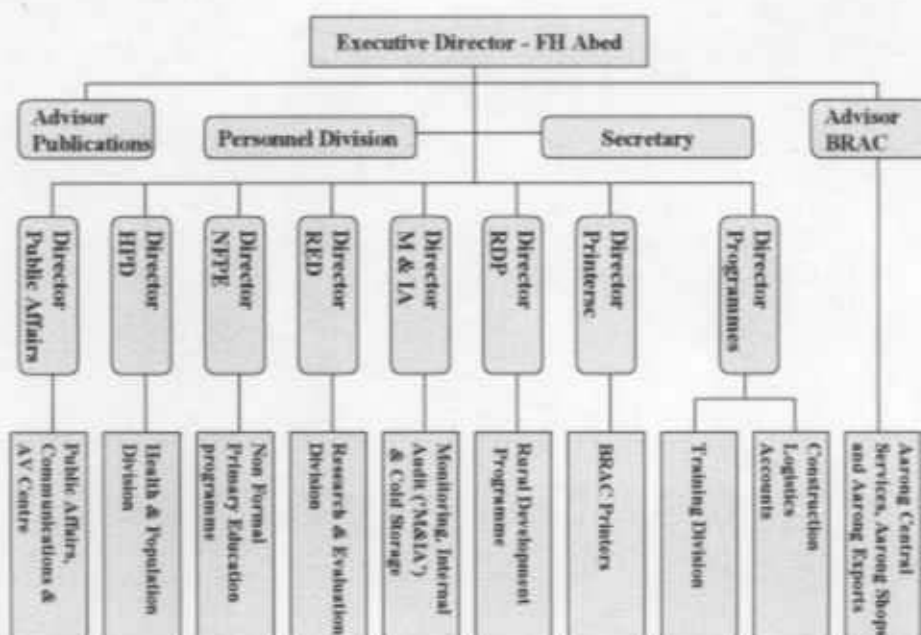 Executive Director - FH Abed
Advisor
Publications
Personnel Division
Secretary
Advisor
BRAC
Director
Public Affairs
Director
HPD
Director
NFPE
Director
RED
Director
M & IA
Director
RDP
Director
Printersc
Director
Programmes
Public Affairs,
Communications &
AV Centre
Health & Population
Division
Non Formal
Primary Education
programme
Research & Evaluation
Division
Monitoring, Internal
Audit ('M&IA')
& Cold Storage
Rural Development
Programme
BRAC Printers
Training Division
Construction
Logistics
Accounts
Aarong Central
Services, Aarong Shops
and Aarong Exports